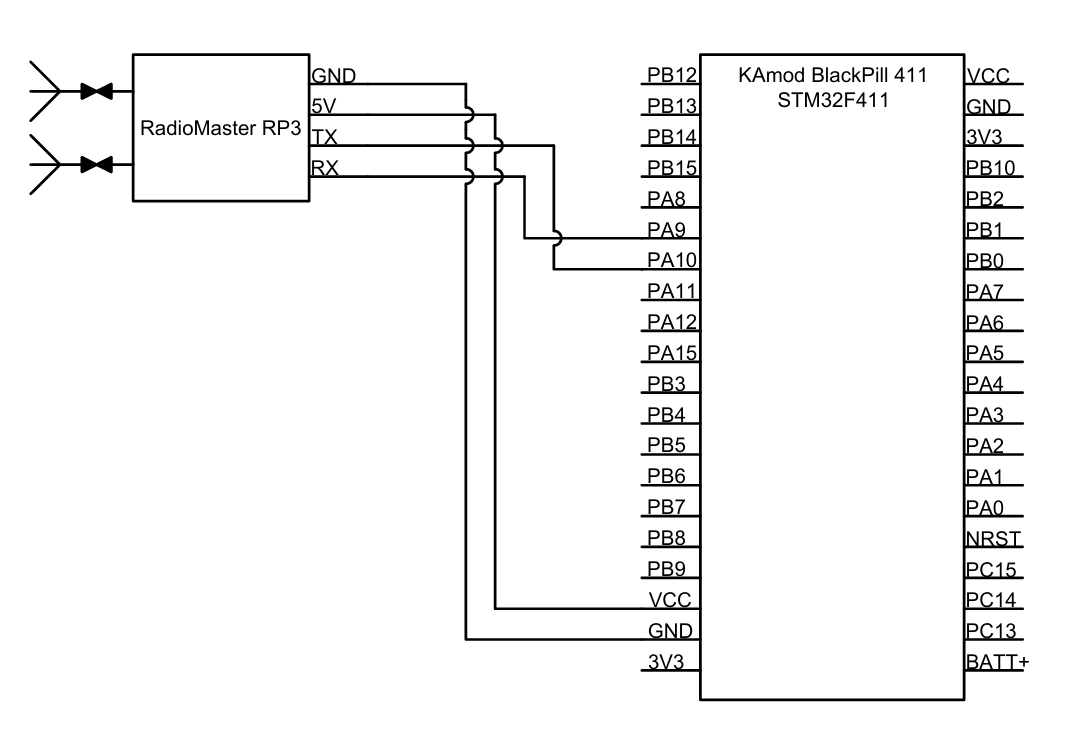 RadioMaster RP3
GND
5V
TX
RX
KAmod BlackPill 411
STM32F411
PB12
PB13
PB14
PB15
PA8
PA9
PA10
PA11
PA12
PA15
PB3
PB4
PB5
PB6
PB7
PB8
PB9
VCC
GND
3V3
VCC
GND
3V3
PB10
PB2
PB1
PB0
PA7
PA6
PA5
PA4
PA3
PA2
PA1
PA0
NRST
PC15
PC14
PC13
BATT+